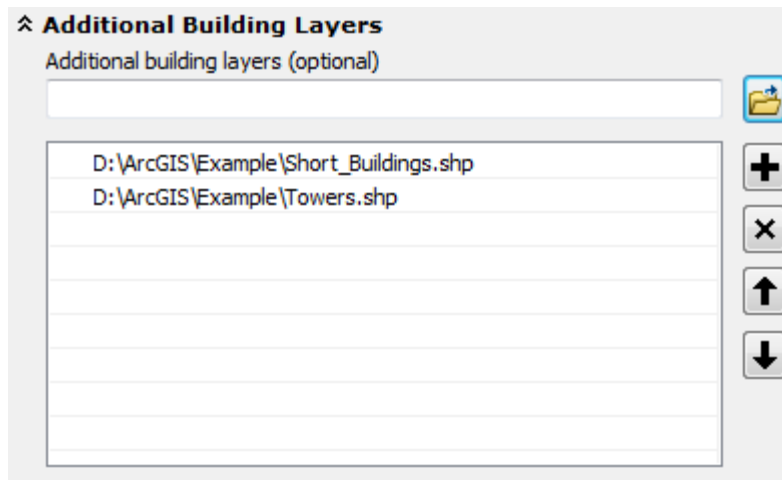 Additional Building Layers
Additional building layers (optional)
D:\ArcGIS\Example\Short_Buildings.shp
D:\ArcGIS\Example\Towers.shp